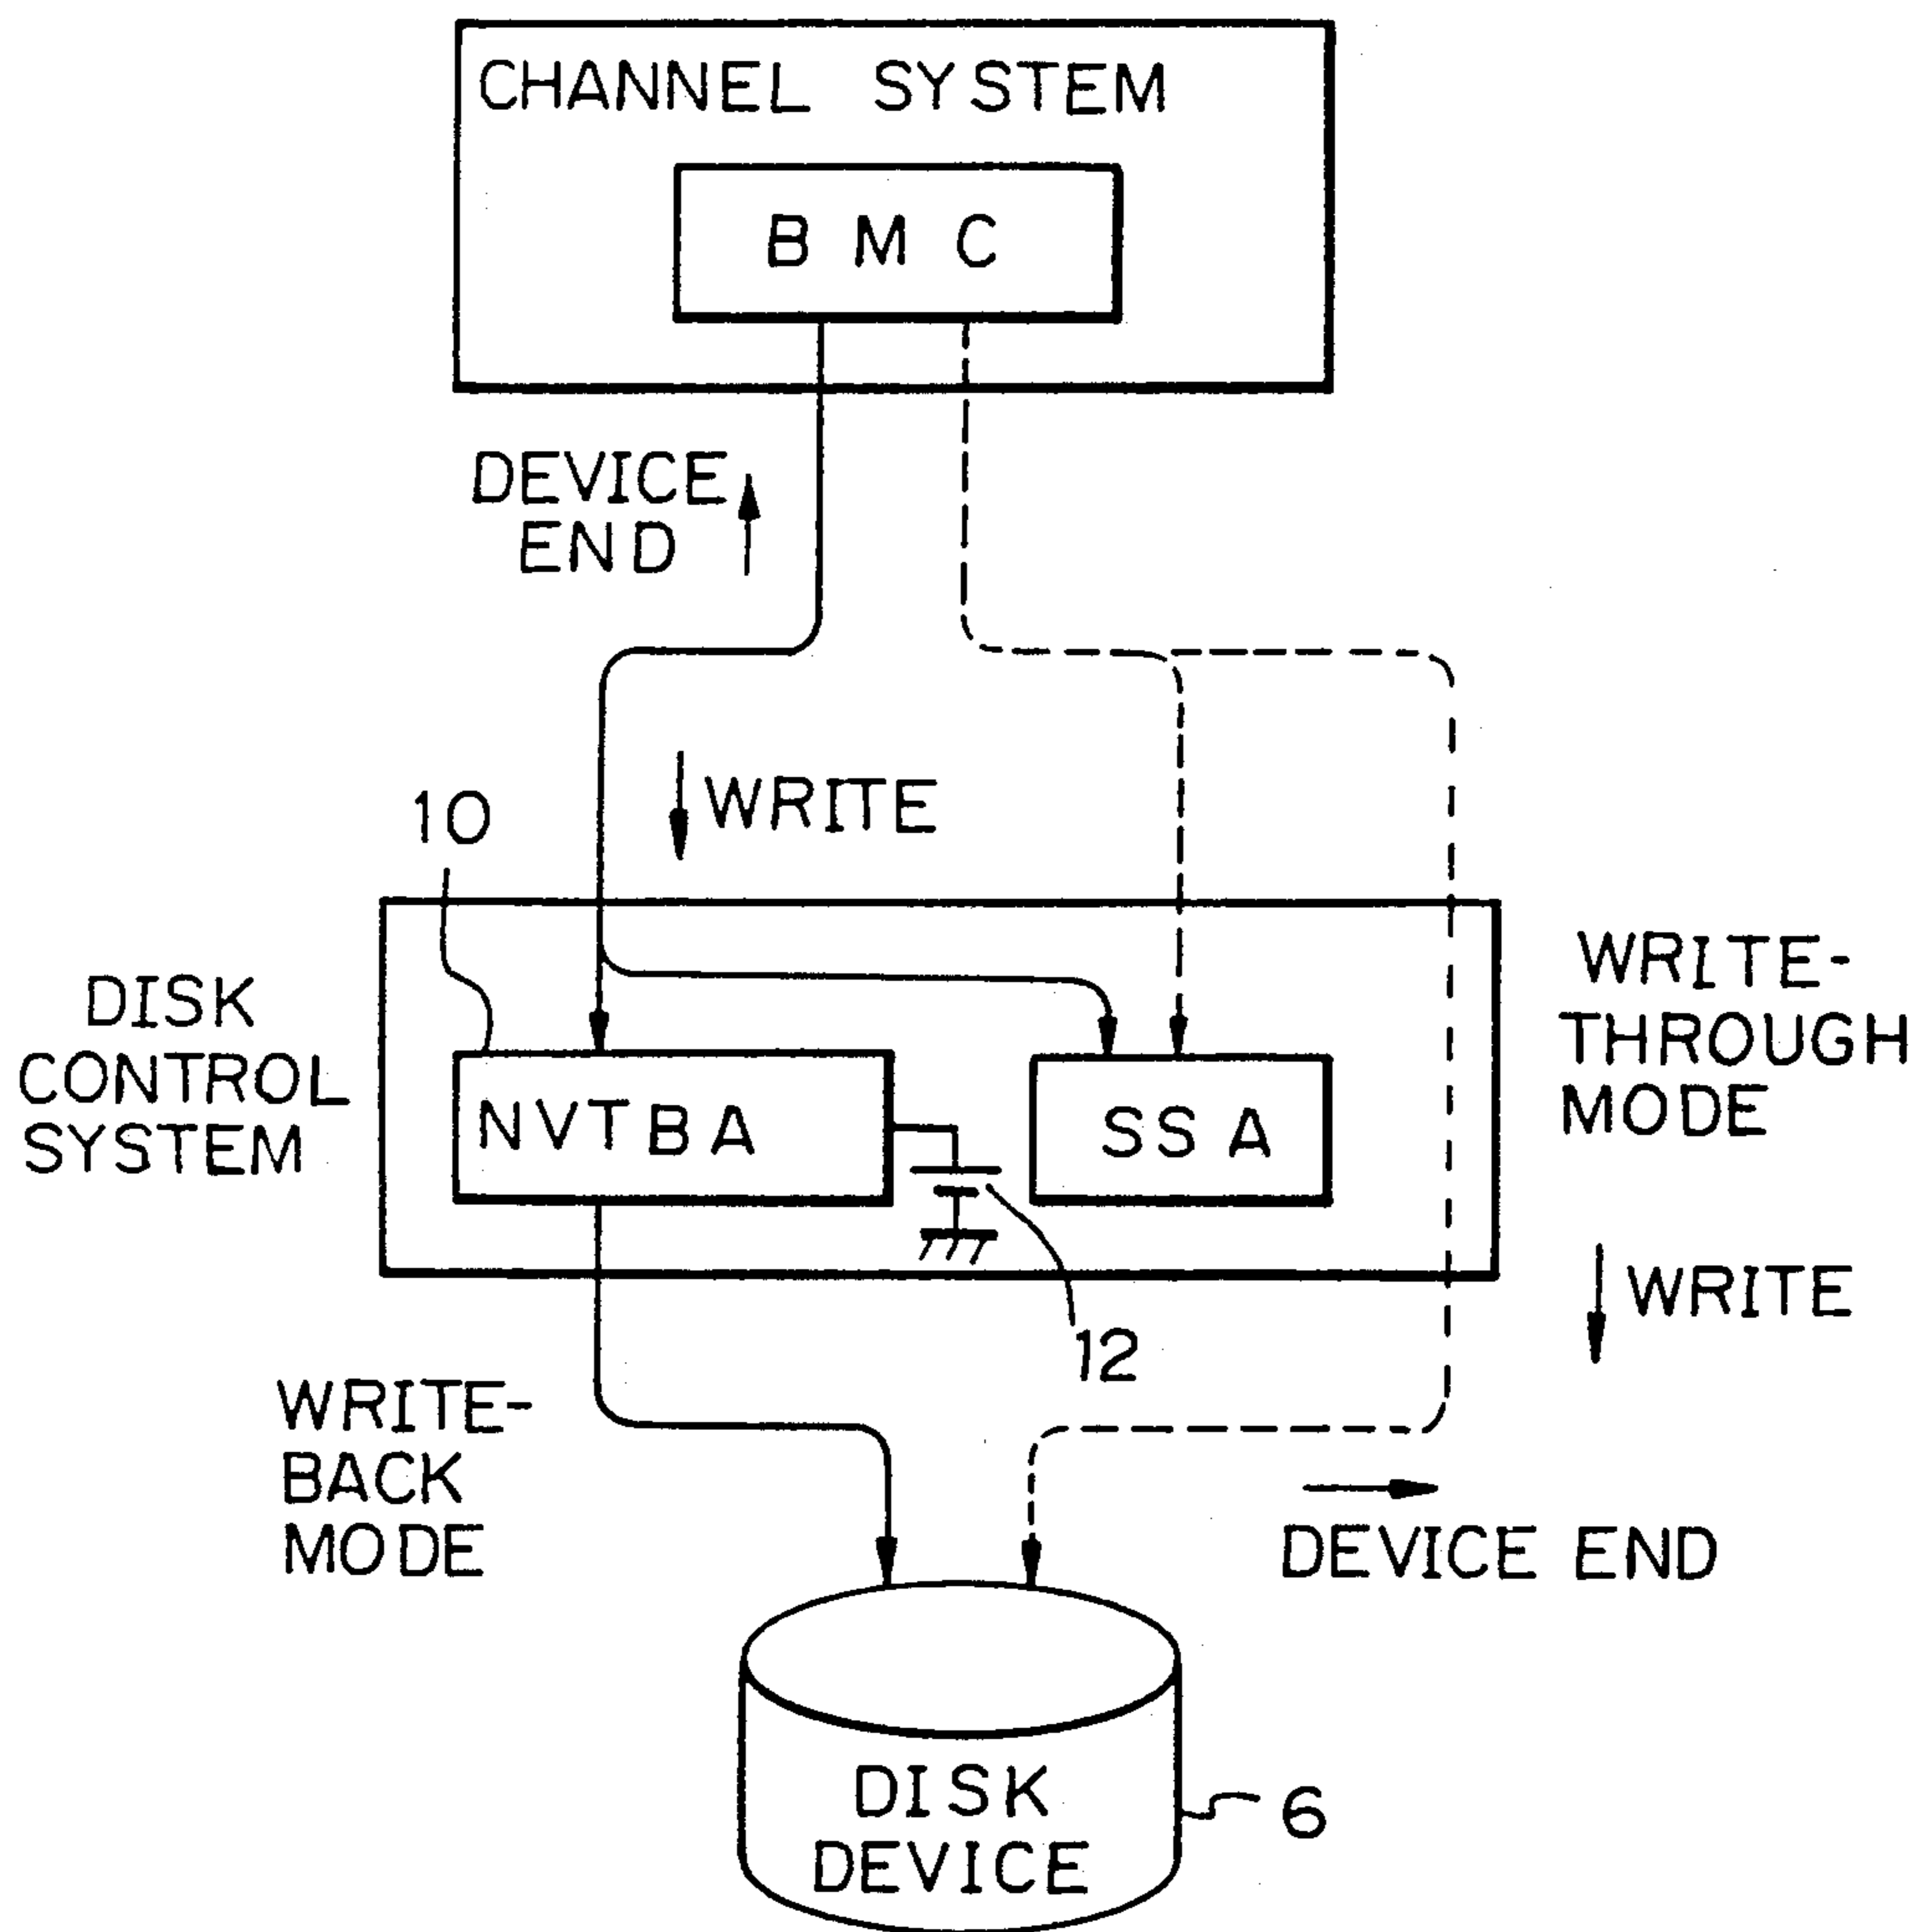 CHANNEL SYSTEM
BMC
DEVICE
END
WRITE
10
DISK
CONTROL
SYSTEM
NVTBA
SSA
WRITE-
THROUGH
MODE
WRITE
12
WRITE-
BACK
MODE
DEVICE END
DISK
DEVICE
6